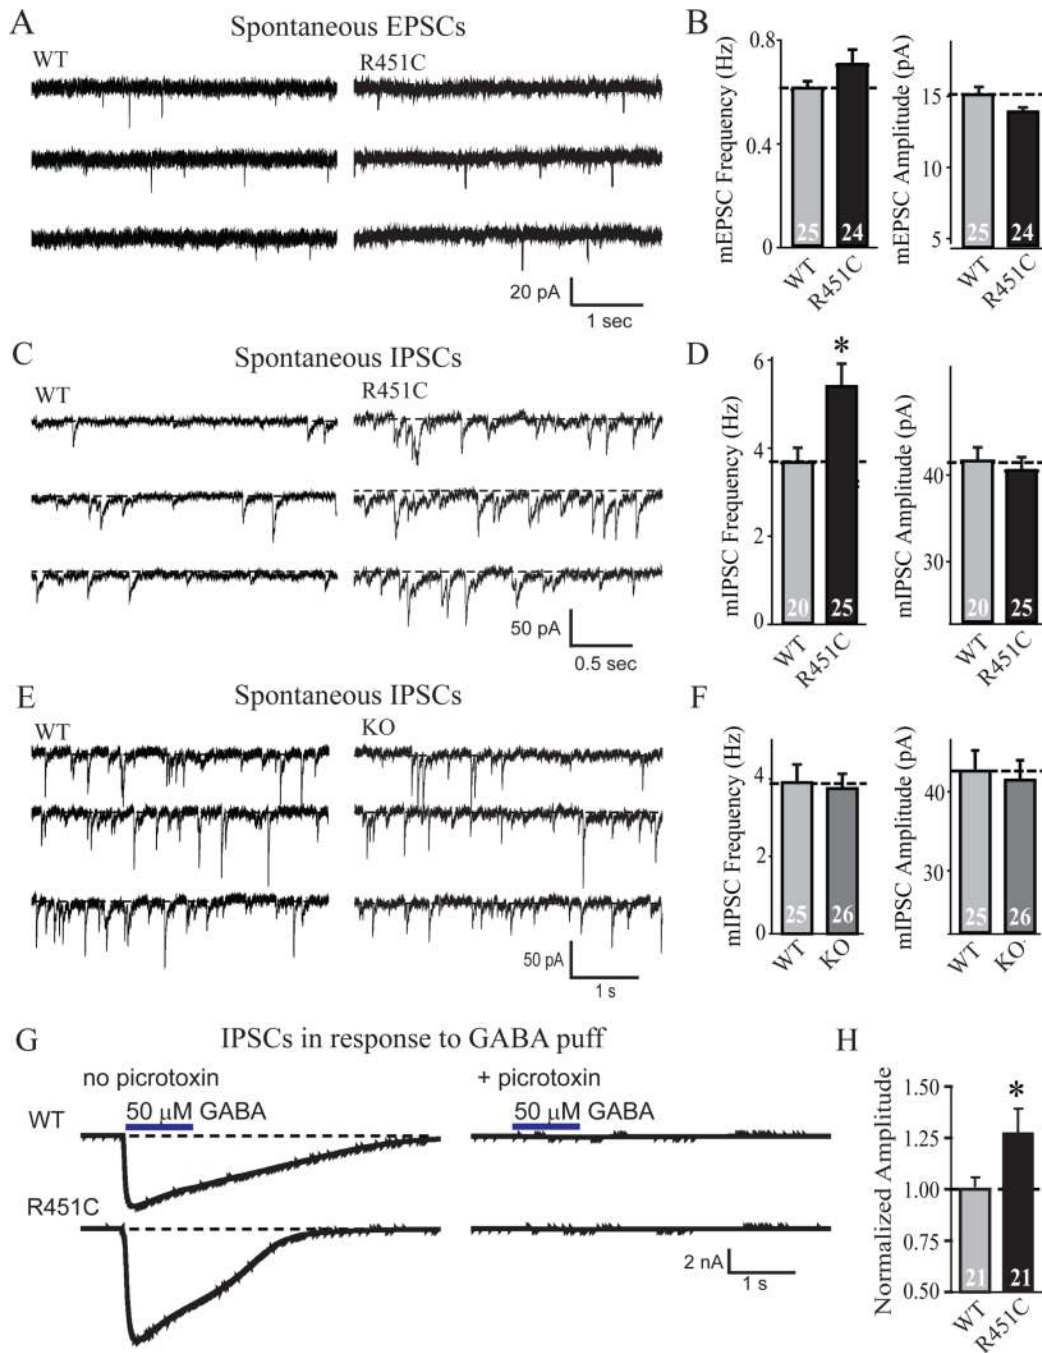 A
Spontaneous EPSCs
WT
R451C
20 pA
1 sec
B
mEPSC Frequency (Hz)
0.8
0.4
0
25
24
WT
R451C
mEPSC Amplitude (pA)
15
10
5
25
24
WT
R451C
C
Spontaneous IPSCs
WT
R451C
50 pA
0.5 sec
D
mIPSC Frequency (Hz)
6
4
2
0
*
20
25
WT
R451C
mIPSC Amplitude (pA)
40
30
20
25
WT
R451C
E
Spontaneous IPSCs
WT
KO
50 pA
1 s
F
mIPSC Frequency (Hz)
4
2
0
25
26
WT
KO
mIPSC Amplitude (pA)
40
30
25
26
WT
KO
G
IPSCs in response to GABA puff
no picrotoxin
+ picrotoxin
50 μM GABA
50 μM GABA
WT
R451C
2 nA
1 s
H
Normalized Amplitude
1.50
1.25
1.00
0.75
0.50
*
21
21
WT
R451C